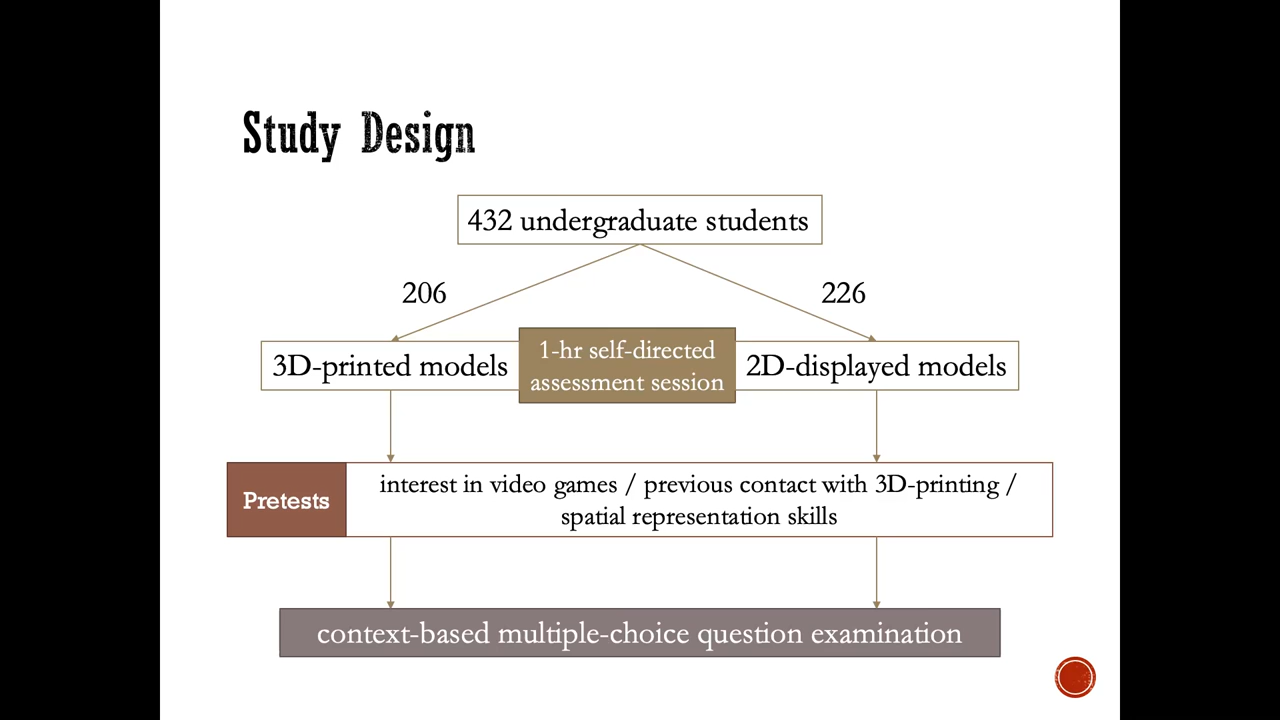 Study Design
432 undergraduate students
206
226
3D-printed models
1-hr self-directed
assessment session
2D-displayed models
Pretests
interest in video games / previous contact with 3D-printing /
spatial representation skills
context-based multiple-choice question examination